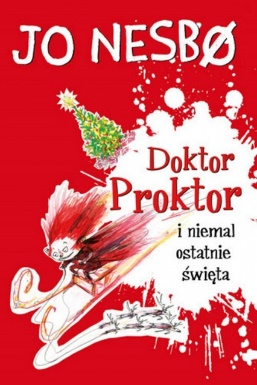 JO NESBØ
Doktor
Proktor
i niemal
ostatnie
święta